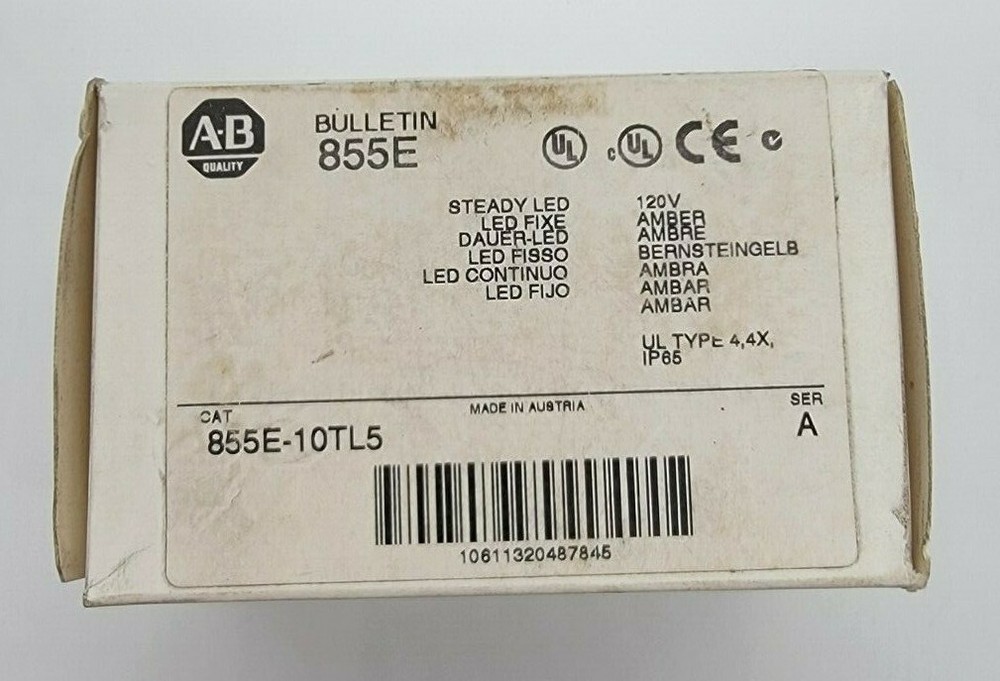 A-B
QUALITY
BULLETIN
855E
UL
c UL CE
STEADY LED 120V
LED FIXE AMBER
DAUER-LED AMBRE
LED FISSO BERNSTEINGELB
LED CONTINUO AMBRA
LED FIJO AMBAR
AMBAR
UL TYPE 4,4X,
IP65
CAT
MADE IN AUSTRIA
SER
855E-10TL5
A
10611320487845